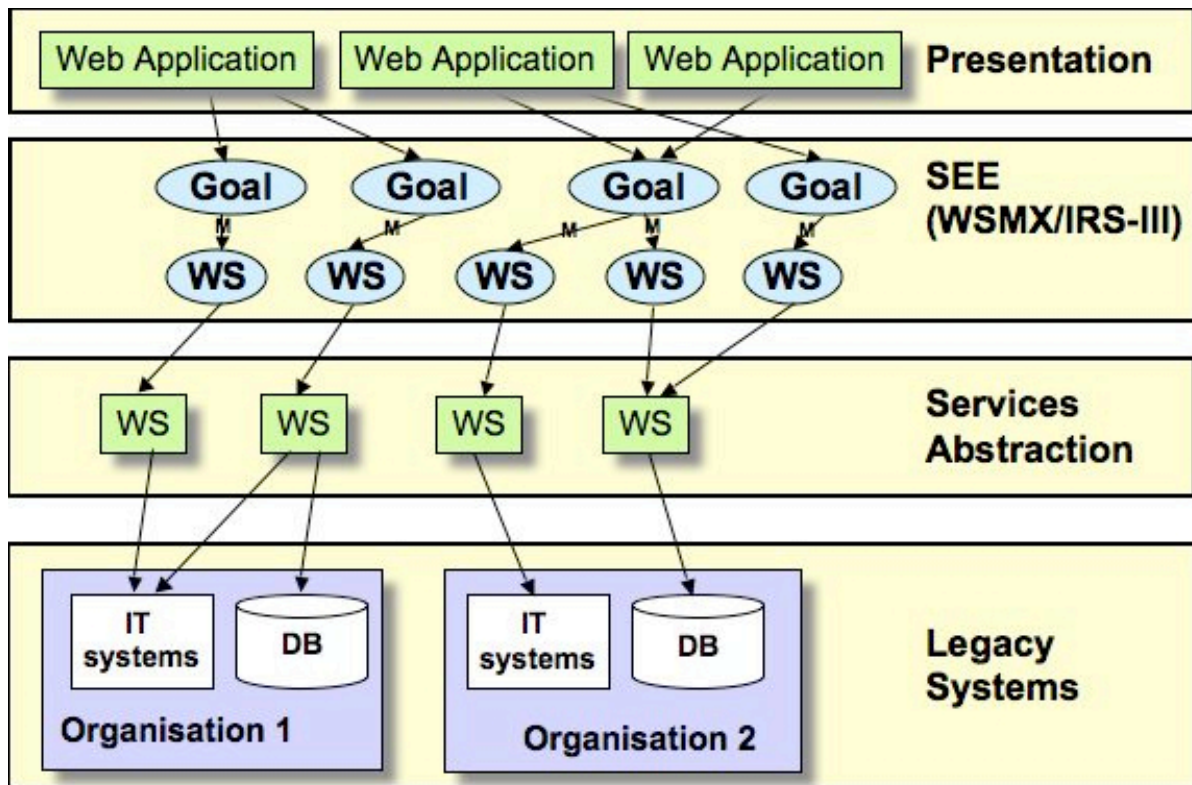 Web Application
Web Application
Web Application
Presentation
Goal
Goal
Goal
Goal
SEE
(WSMX/IRS-III)
M
M
M
M
M
WS
WS
WS
WS
WS
WS
WS
WS
WS
Services
Abstraction
IT
systems
DB
IT
systems
DB
Legacy
Systems
Organisation 1
Organisation 2